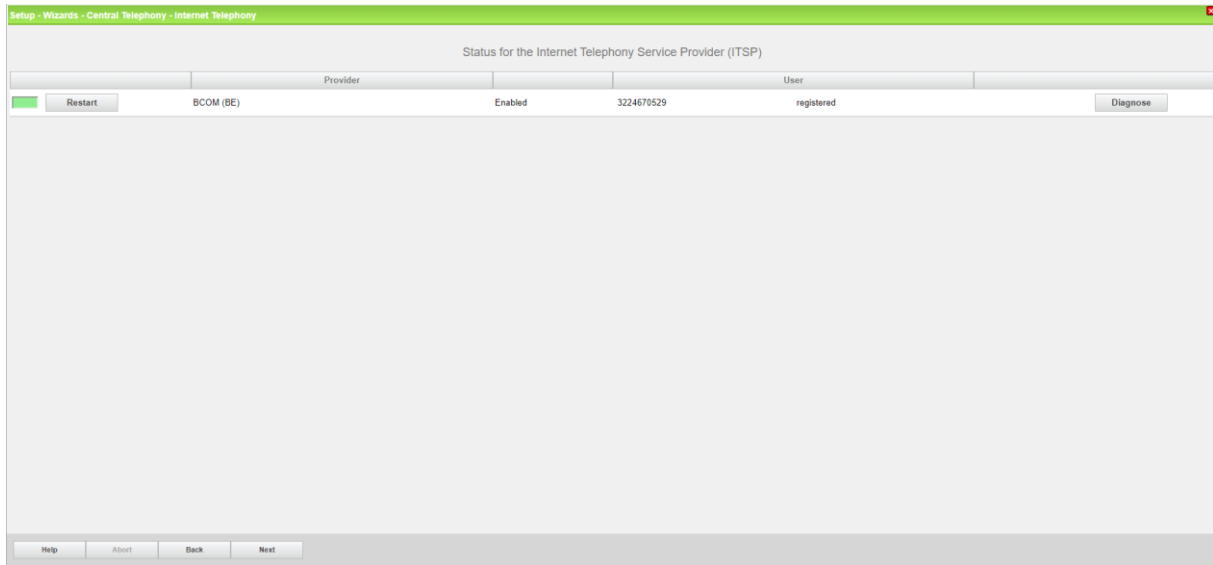 Setup - Wizards - Central Telephony - Internet Telephony
Status for the Internet Telephony Service Provider (ITSP)
Provider User
Restart BCOM (BE) Enabled 3224670529 registered Diagnose
Help Abort Back Next